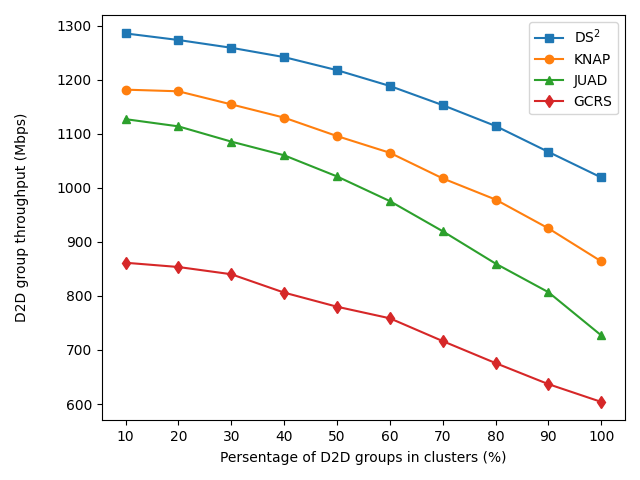 1300
1200
1100
1000
900
800
700
600
D2D group throughput (Mbps)
DS²
KNAP
JUAD
GCRS
10 20 30 40 50 60 70 80 90 100
Persentage of D2D groups in clusters (%)